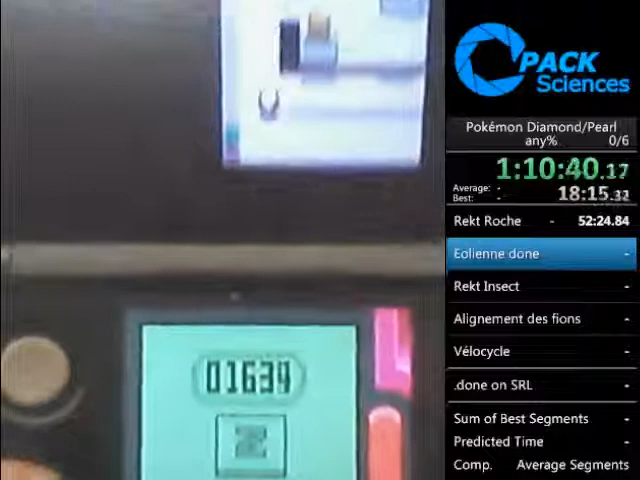 PACK
Sciences
Pokémon Diamond/Pearl
any% 0/6
1:10:40.17
Average: -
Best: - 18:15.32
Rekt Roche - 52:24.84
Eolienne done -
Rekt Insect -
Alignement des fions -
Vélocycle -
.done on SRL -
Sum of Best Segments -
Predicted Time -
Comp. Average Segments
01639